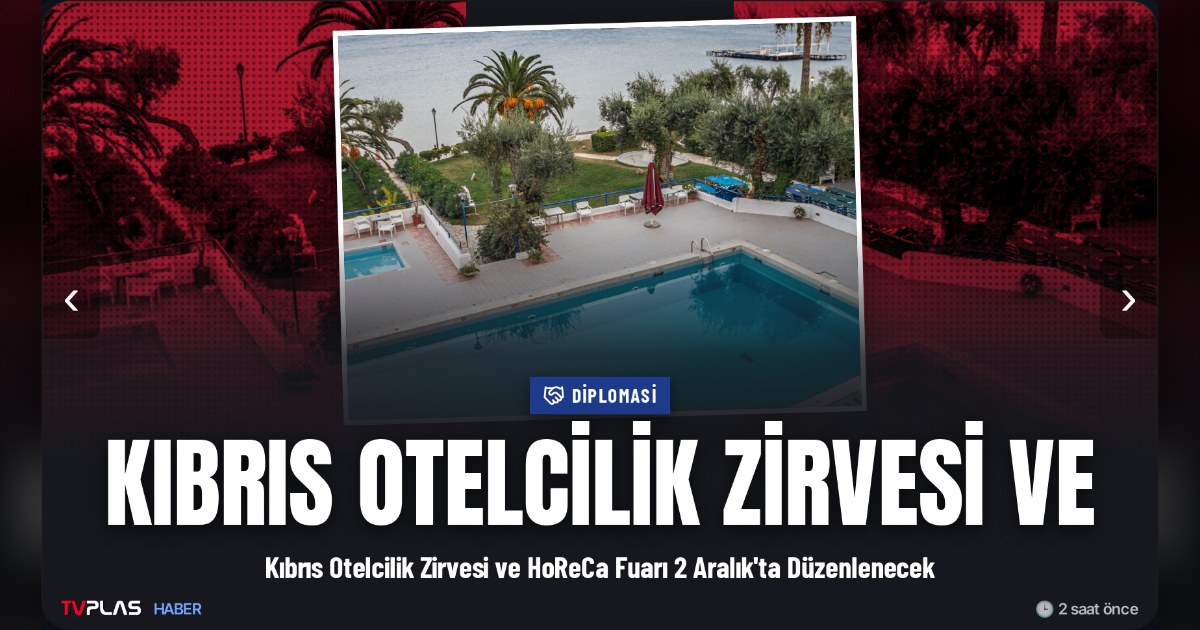 DİPLOMASİ
KIBRIS OTELCİLİK ZİRVESİ VE
Kıbrıs Otelcilik Zirvesi ve HoReCa Fuarı 2 Aralık'ta Düzenlenecek
TVPLAS HABER
2 saat önce